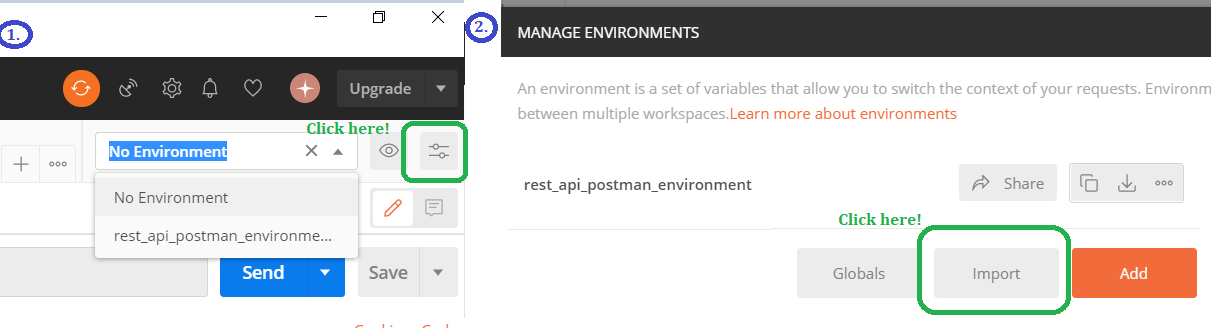 1.
Upgrade
Click here!
No Environment
No Environment
rest_api_postman_environme...
Send
Save
2.
MANAGE ENVIRONMENTS
An environment is a set of variables that allow you to switch the context of your requests. Environm
between multiple workspaces.Learn more about environments
rest_api_postman_environment
Share
Click here!
Globals
Import
Add